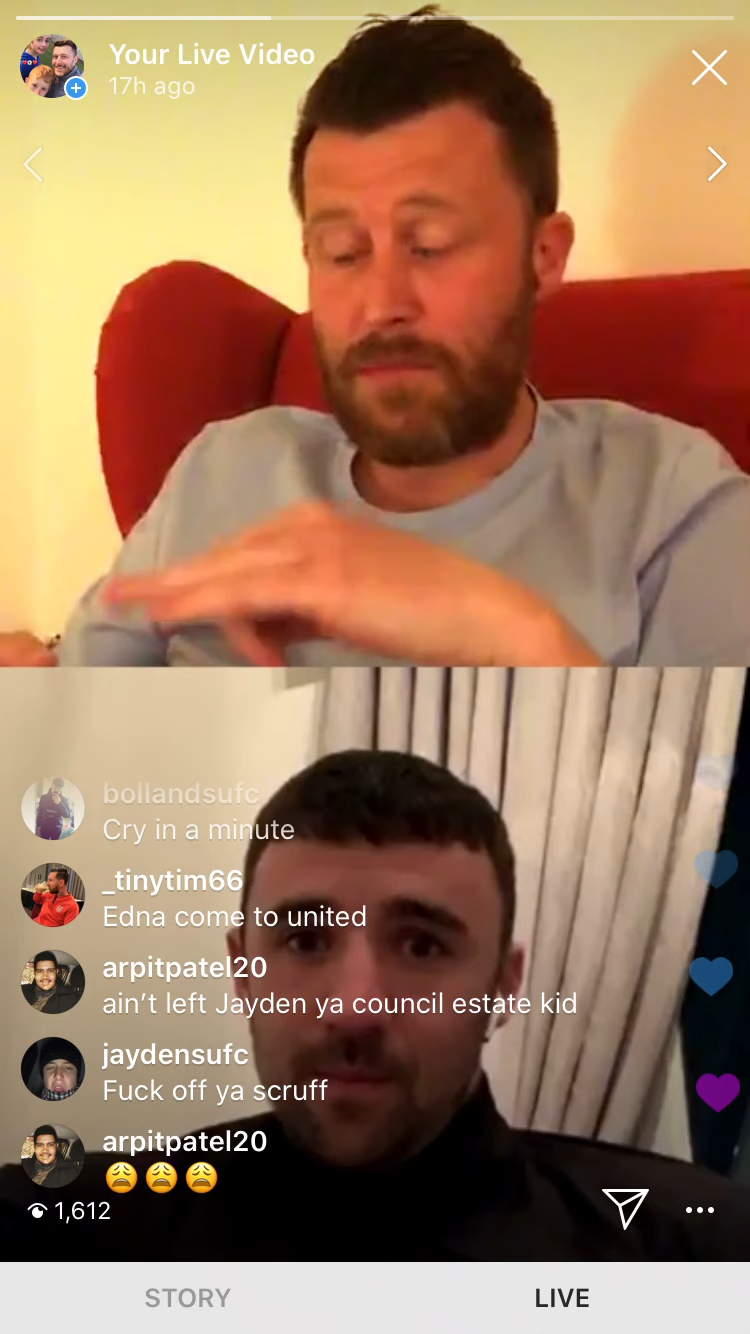 Your Live Video
17h ago
bollandsufc
Cry in a minute
_tinytim66
Edna come to united
arpitpatel20
ain't left Jayden ya council estate kid
jaydensufc
Fuck off ya scruff
arpitpatel20
😩😩😩
1,612
STORY LIVE